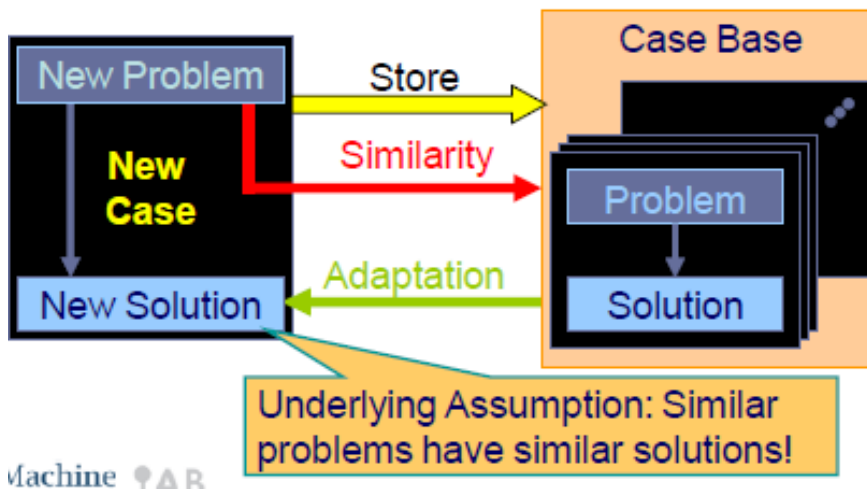 New Problem
New
Case
New Solution
Store
Similarity
Adaptation
Case Base
Problem
Solution
Underlying Assumption: Similar
problems have similar solutions!
Machine